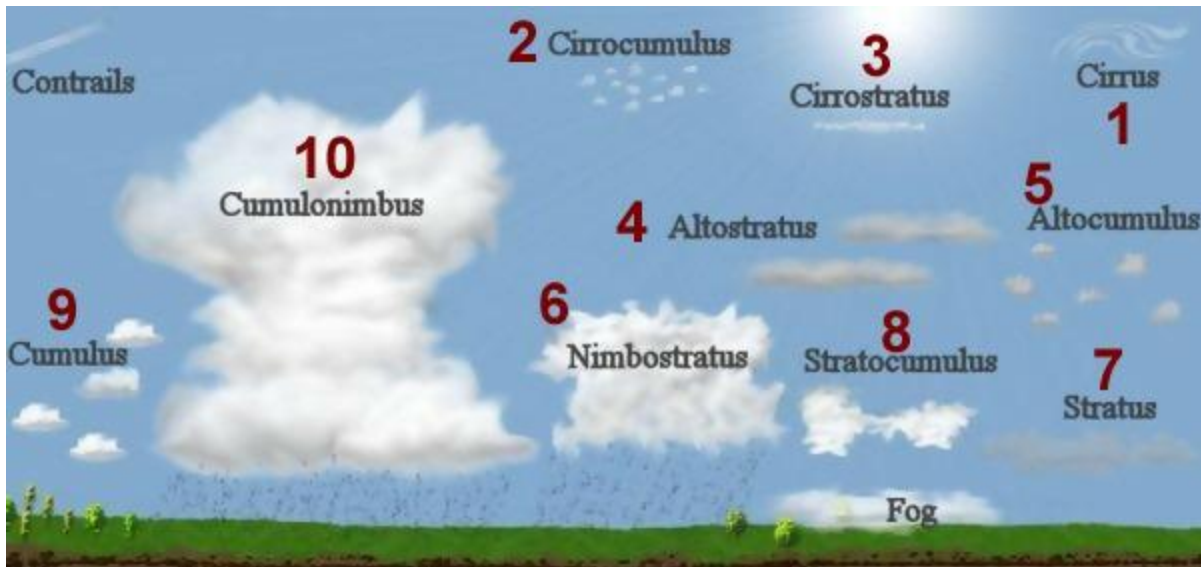 2 Cirrocumulus
3
Cirrostratus
Cirrus
1
Contrails
10
Cumulonimbus
4 Altostratus
5
Altocumulus
9
Cumulus
6
Nimbostratus
8
Stratocumulus
7
Stratus
Fog